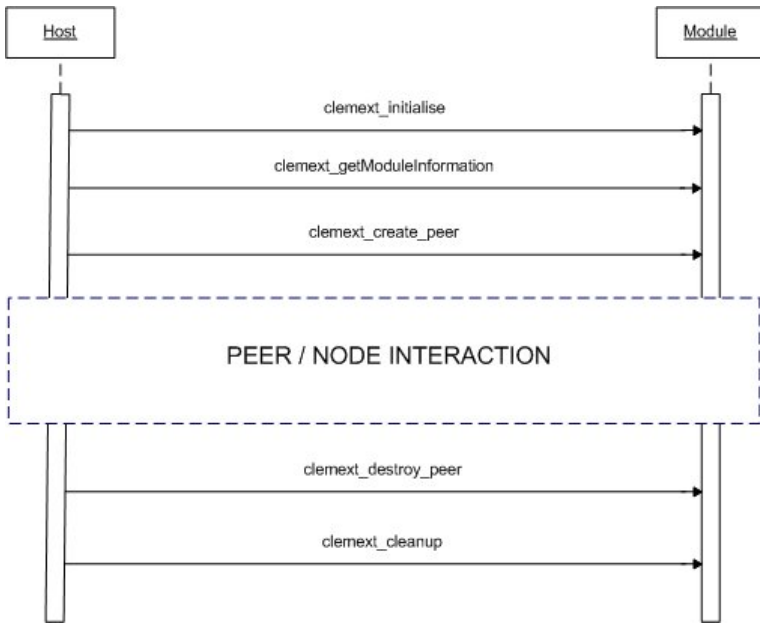 Host
Module
clemext_initialise
clemext_getModuleInformation
clemext_create_peer
PEER / NODE INTERACTION
clemext_destroy_peer
clemext_cleanup